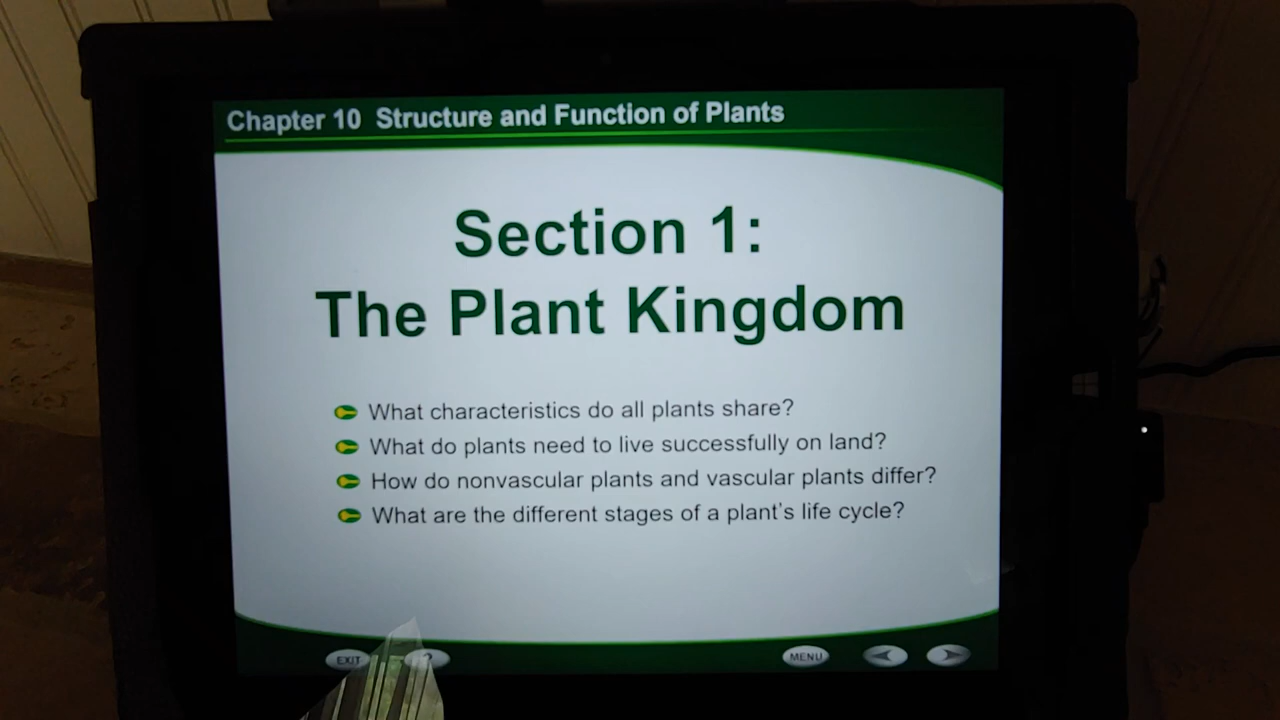 Chapter 10 Structure and Function of Plants
Section 1:
The Plant Kingdom
What characteristics do all plants share?
What do plants need to live successfully on land?
How do nonvascular plants and vascular plants differ?
What are the different stages of a plant's life cycle?
EXIT
?
MENU